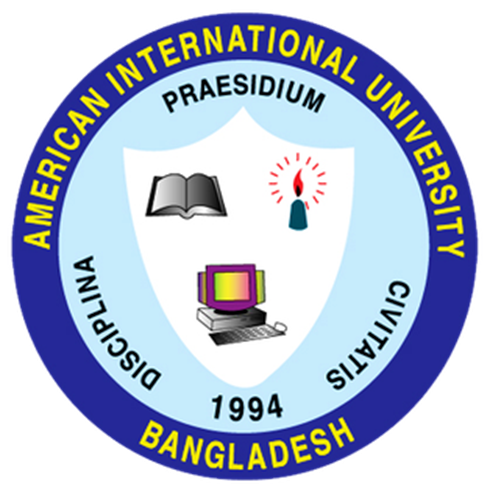 AMERICAN INTERNATIONAL UNIVERSITY
PRAESIDIUM
DISCIPLINA
CIVITATIS
1994
BANGLADESH